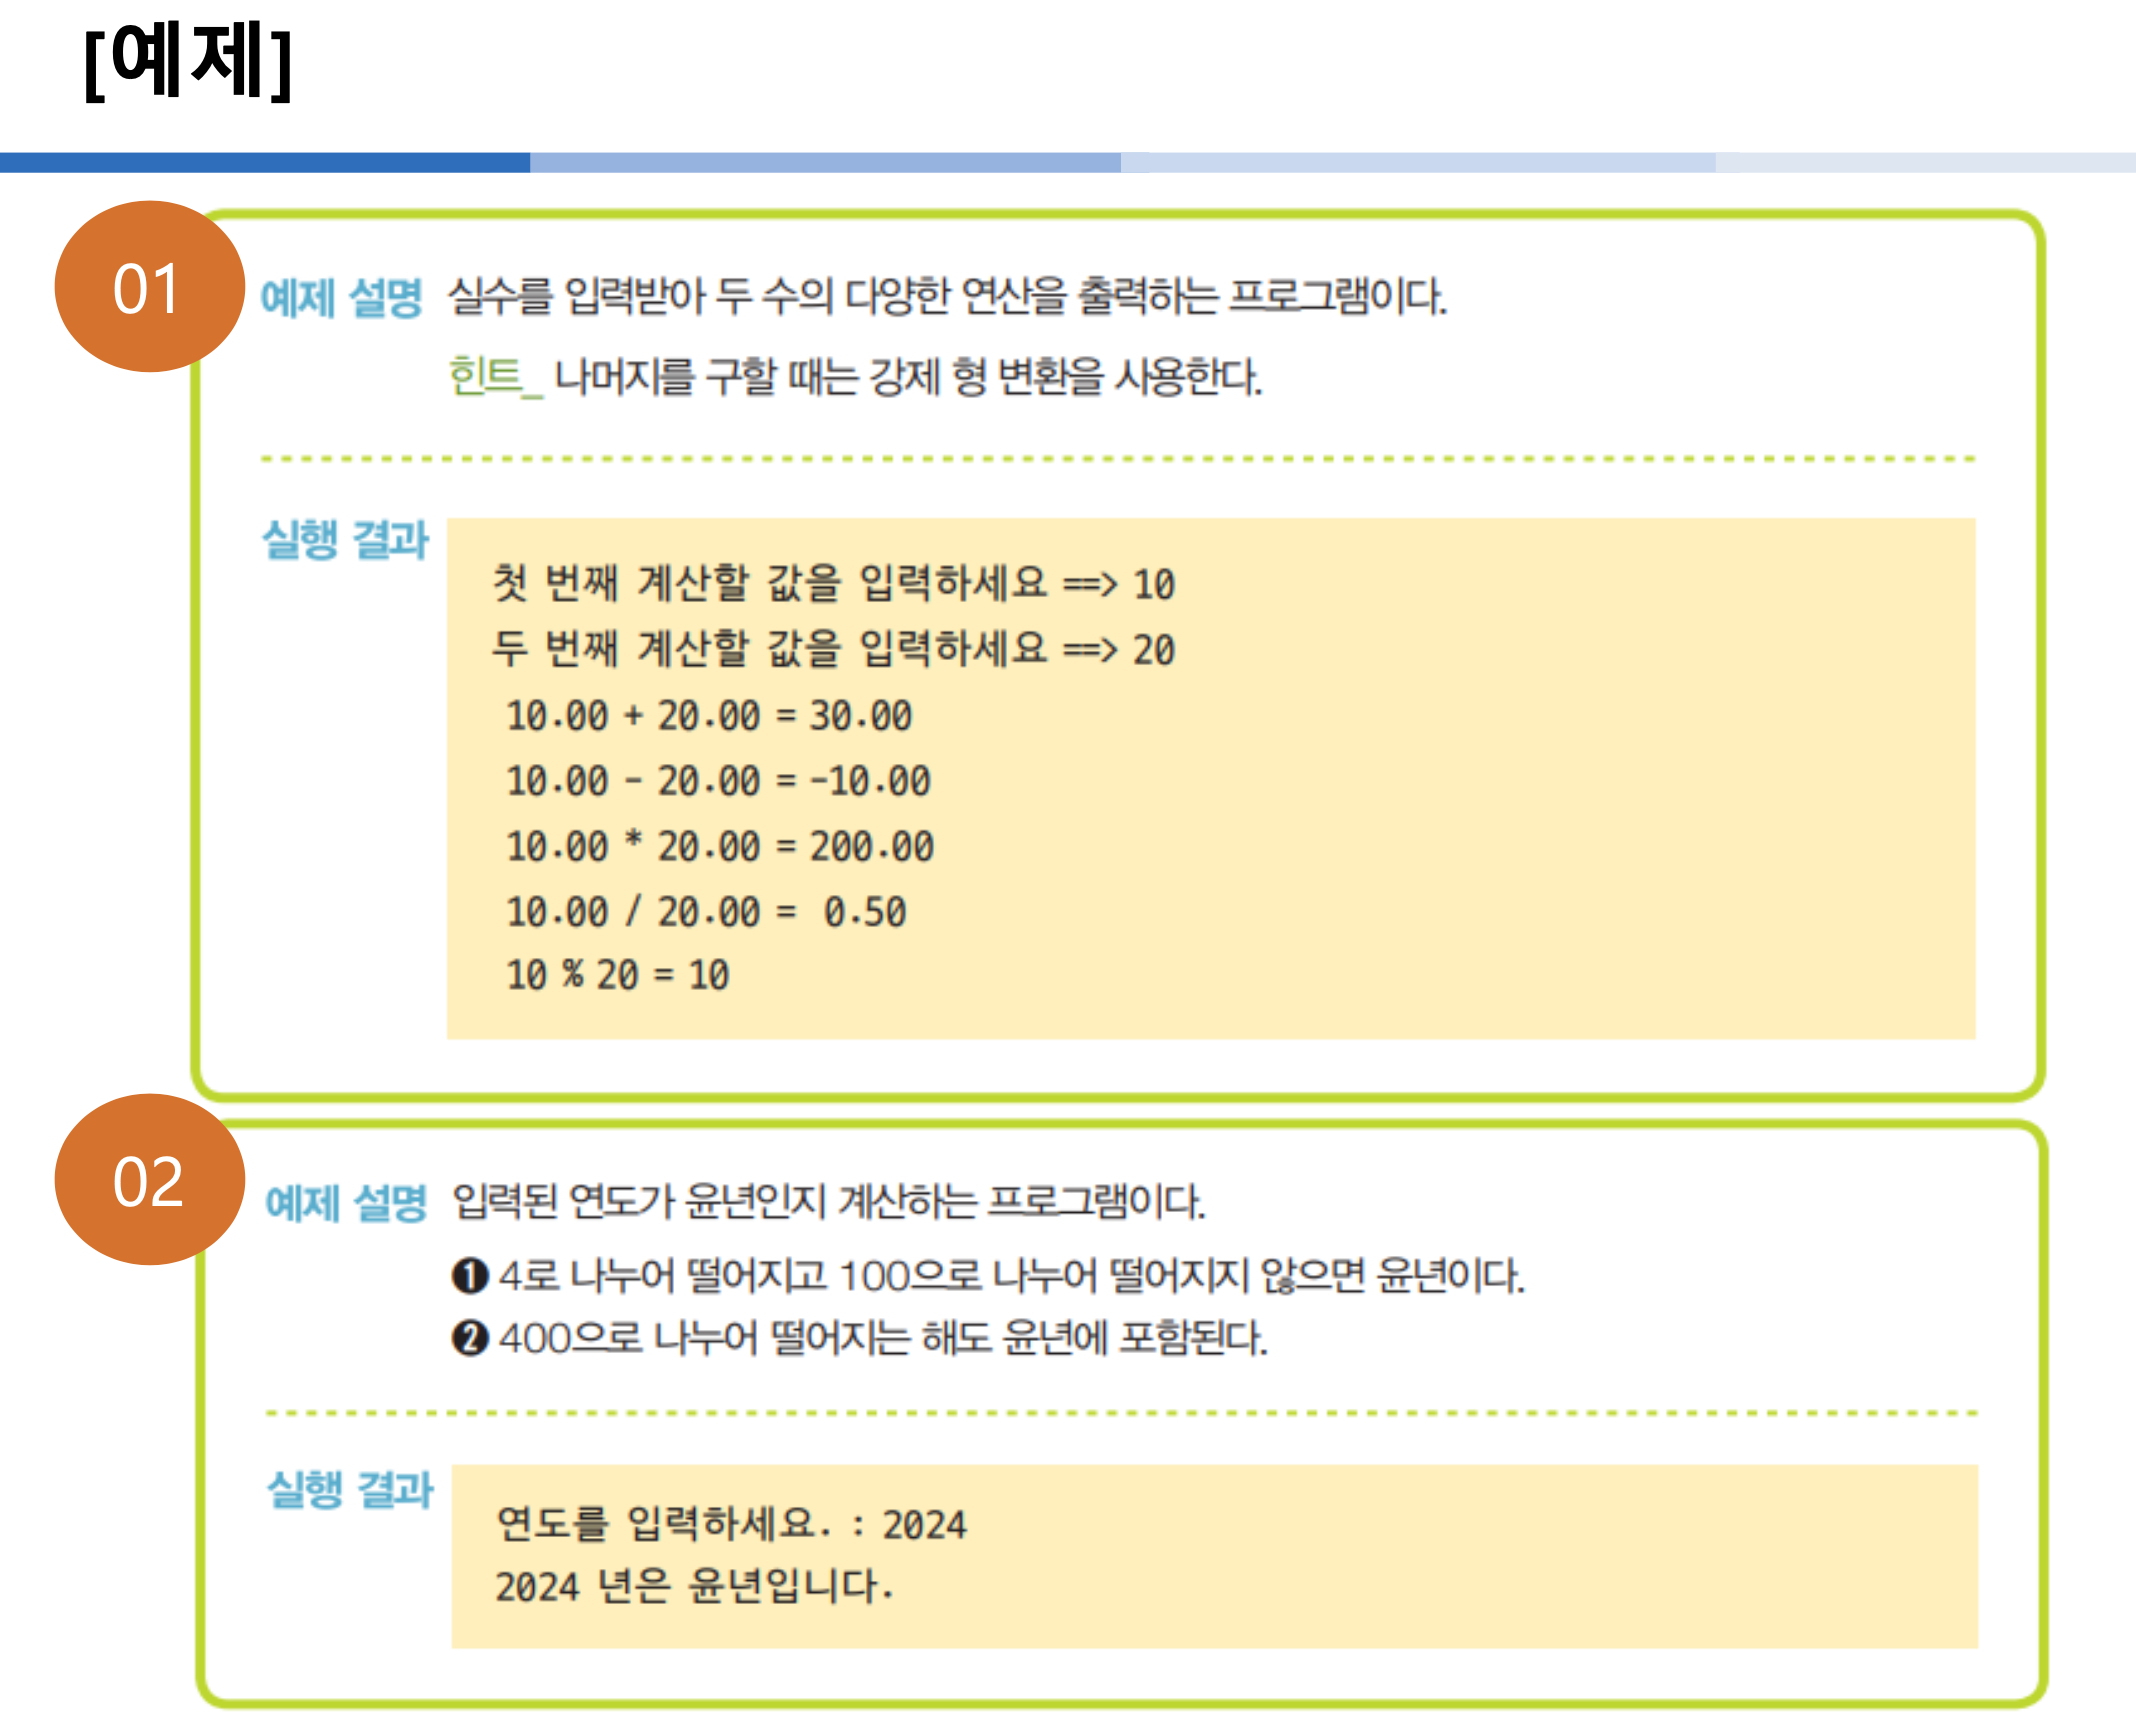 [예제]
01
예제 설명 실수를 입력받아 두 수의 다양한 연산을 출력하는 프로그램이다.
힌트_ 나머지를 구할 때는 강제 형 변환을 사용한다.
실행 결과
첫 번째 계산할 값을 입력하세요 ==> 10
두 번째 계산할 값을 입력하세요 ==> 20
10.00 + 20.00 = 30.00
10.00 - 20.00 = -10.00
10.00 * 20.00 = 200.00
10.00 / 20.00 =  0.50
10 % 20 = 10
02
예제 설명 입력된 연도가 윤년인지 계산하는 프로그램이다.
❶ 4로 나누어 떨어지고 100으로 나누어 떨어지지 않으면 윤년이다.
❷ 400으로 나누어 떨어지는 해도 윤년에 포함된다.
실행 결과
연도를 입력하세요. : 2024
2024 년은 윤년입니다.